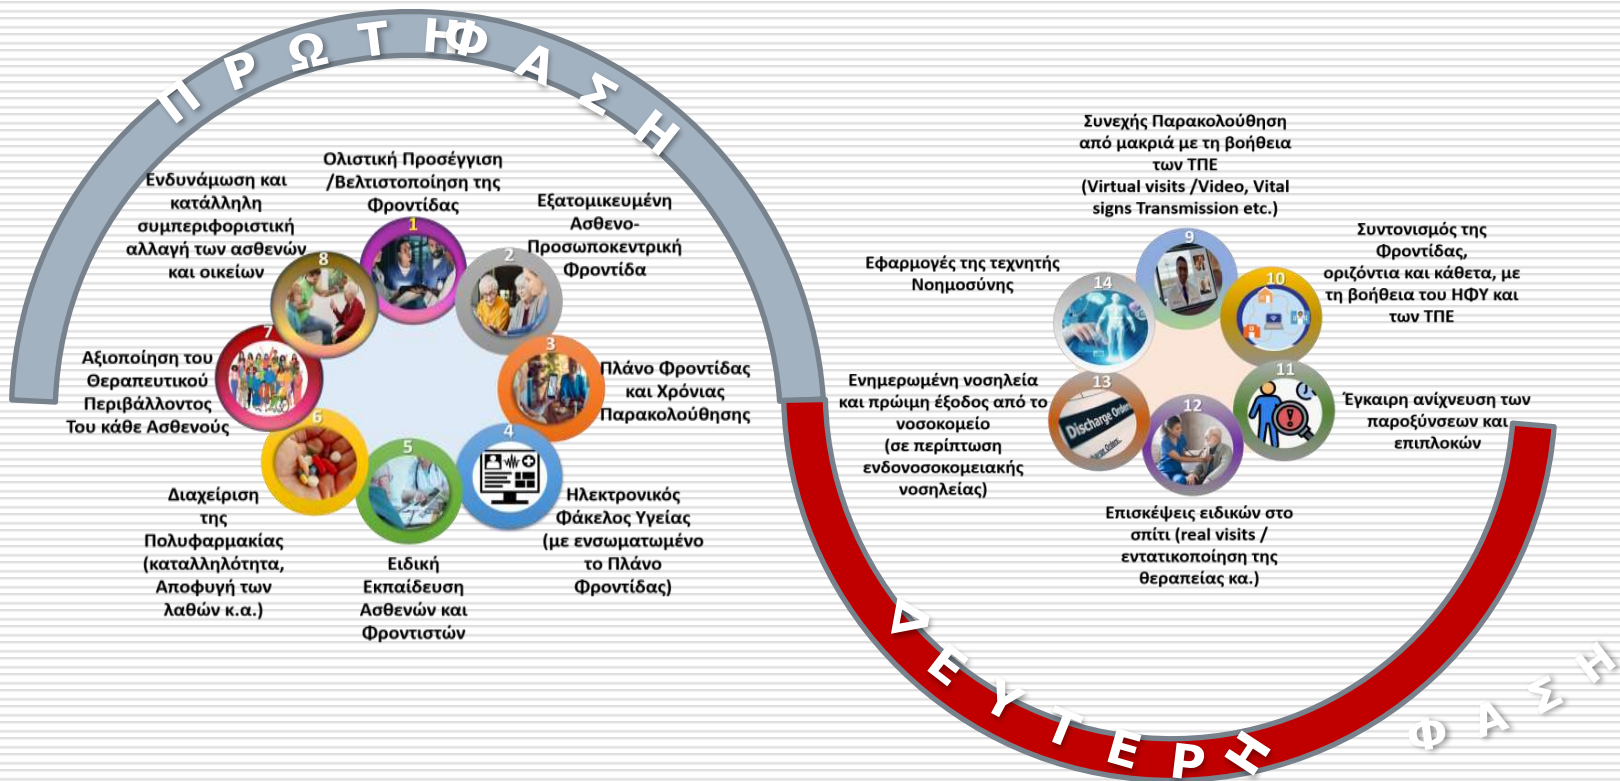 ΠΡΩΤΗ ΦΑΣΗ
Ολιστική Προσέγγιση
/Βελτιστοποίηση της
Φροντίδας
1
Εξατομικευμένη
Ασθενο-
Προσωποκεντρική
Φροντίδα
2
Πλάνο Φροντίδας
και Χρόνιας
Παρακολούθησης
3
Ηλεκτρονικός
Φάκελος Υγείας
(με ενσωματωμένο
το Πλάνο
Φροντίδας)
4
Ειδική
Εκπαίδευση
Ασθενών και
Φροντιστών
5
Διαχείριση
της
Πολυφαρμακίας
(καταλληλότητα,
Αποφυγή των
λαθών κ.α.)
6
Αξιοποίηση του
Θεραπευτικού
Περιβάλλοντος
Του κάθε Ασθενούς
7
Ενδυνάμωση και
κατάλληλη
συμπεριφοριστική
αλλαγή των ασθενών
και οικείων
8
ΔΕΥΤΕΡΗ ΦΑΣΗ
Συνεχής Παρακολούθηση
από μακριά με τη βοήθεια
των ΤΠΕ
(Virtual visits /Video, Vital
signs Transmission etc.)
9
Συντονισμός της
Φροντίδας,
οριζόντια και κάθετα, με
τη βοήθεια του ΗΦΥ και
των ΤΠΕ
10
Έγκαιρη ανίχνευση των
παροξύνσεων και
επιπλοκών
11
Επισκέψεις ειδικών στο
σπίτι (real visits /
εντατικοποίηση της
θεραπείας κα.)
12
Ενημερωμένη νοσηλεία
και πρώιμη έξοδος από το
νοσοκομείο
(σε περίπτωση
ενδονοσοκομειακής
νοσηλείας)
13
Discharge Orders
Εφαρμογές της τεχνητής
Νοημοσύνης
14